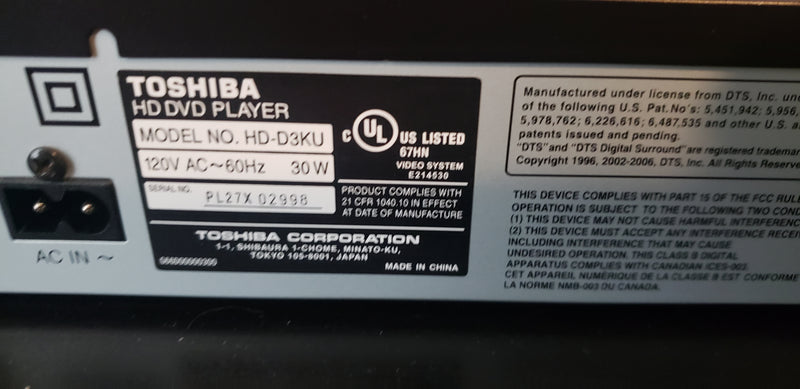 TOSHIBA
HD DVD PLAYER
MODEL NO. HD-D3KU
120V AC~60Hz 30W
SERIAL NO. PL27X 02998
C UL US LISTED
67HN
VIDEO SYSTEM
E214530
PRODUCT COMPLIES WITH
21 CFR 1040.10 IN EFFECT
AT DATE OF MANUFACTURE
TOSHIBA CORPORATION
1-1, SHIBAURA 1-CHOME, MINATO-KU,
TOKYO 105-8001, JAPAN
MADE IN CHINA
AC IN ~
Manufactured under license from DTS, Inc. und
of the following U.S. Pat.No's: 5,451,942; 5,956,
5,978,762; 6,226,616; 6,487,535 and other U.S. a
patents issued and pending.
"DTS" and "DTS Digital Surround" are registered trademar
Copyright 1996, 2002-2006, DTS, Inc. All Rights Reserve
THIS DEVICE COMPLIES WITH PART 15 OF THE FCC RULE
OPERATION IS SUBJECT TO THE FOLLOWING TWO COND
(1) THIS DEVICE MAY NOT CAUSE HARMFUL INTERFERENC
(2) THIS DEVICE MUST ACCEPT ANY INTERFERENCE RECEI
INCLUDING INTERFERENCE THAT MAY CAUSE
UNDESIRED OPERATION. THIS CLASS B DIGITAL
APPARATUS COMPLIES WITH CANADIAN ICES-003.
CET APPAREIL NUMÉRIQUE DE LA CLASSE B EST CONFORME
LA NORME NMB-003 DU CANADA.